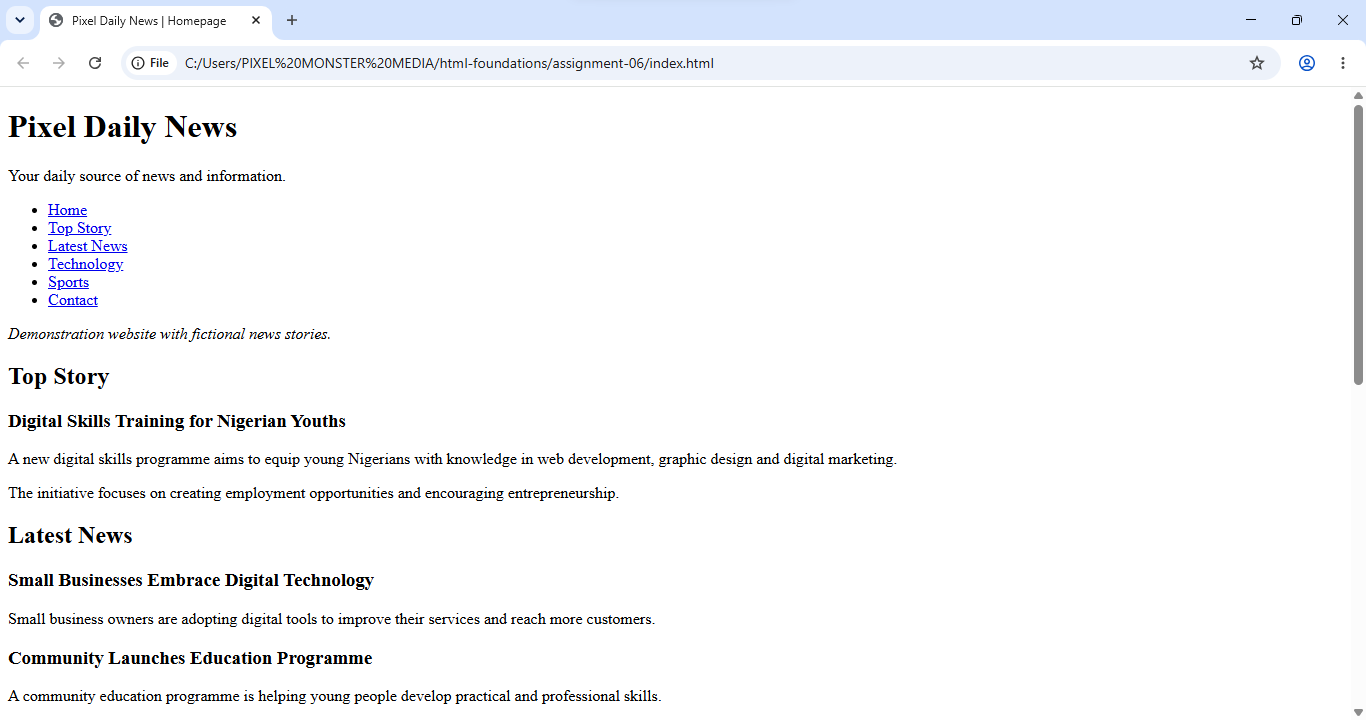 Pixel Daily News | Homepage
File
C:/Users/PIXEL%20MONSTER%20MEDIA/html-foundations/assignment-06/index.html
Pixel Daily News
Your daily source of news and information.
Home
Top Story
Latest News
Technology
Sports
Contact
Demonstration website with fictional news stories.
Top Story
Digital Skills Training for Nigerian Youths
A new digital skills programme aims to equip young Nigerians with knowledge in web development, graphic design and digital marketing.
The initiative focuses on creating employment opportunities and encouraging entrepreneurship.
Latest News
Small Businesses Embrace Digital Technology
Small business owners are adopting digital tools to improve their services and reach more customers.
Community Launches Education Programme
A community education programme is helping young people develop practical and professional skills.